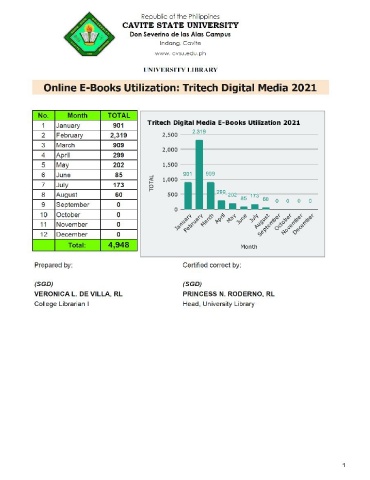 Republic of the Philippines
CAVITE STATE UNIVERSITY
Don Severino de las Alas Campus
Indang, Cavite
www.cvsu.edu.ph
UNIVERSITY LIBRARY
Online E-Books Utilization: Tritech Digital Media 2021
No. Month TOTAL
1 January 901
2 February 2,319
3 March 909
4 April 299
5 May 202
6 June 85
7 July 173
8 August 60
9 September 0
10 October 0
11 November 0
12 December 0
Total: 4,948
Tritech Digital Media E-Books Utilization 2021
2,500
2,000
1,500
1,000
500
0
TOTAL
901 2,319 909 299 202 85 173 0 0 0 0
January February March April May June July August September October November December
Month
Prepared by: Certified correct by:
(SGD) (SGD)
VERONICA L. DE VILLA, RL PRINCESS N. RODERNO, RL
College Librarian I Head, University Library
1